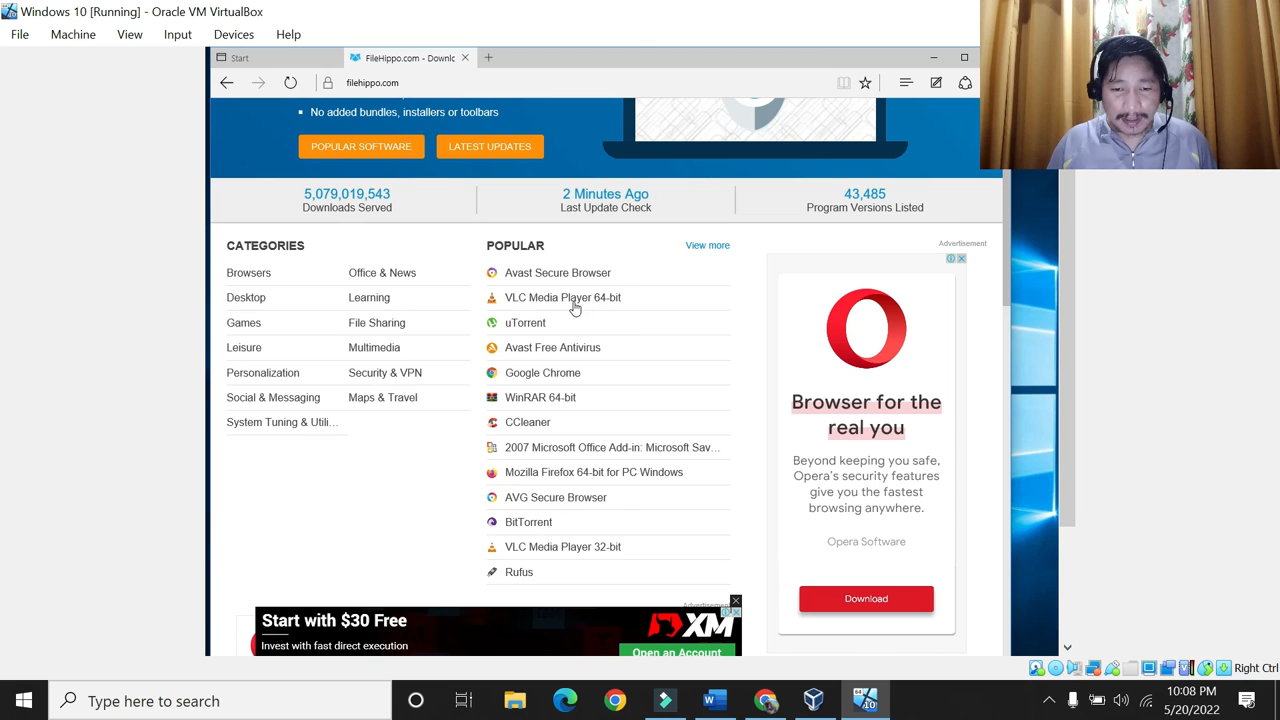 Windows 10 [Running] - Oracle VM VirtualBox
File Machine View Input Devices Help
Start
FileHippo.com - Downlc
filehippo.com
No added bundles, installers or toolbars
POPULAR SOFTWARE
LATEST UPDATES
5,079,019,543
Downloads Served
2 Minutes Ago
Last Update Check
43,485
Program Versions Listed
CATEGORIES
Browsers
Office & News
Desktop
Learning
Games
File Sharing
Leisure
Multimedia
Personalization
Security & VPN
Social & Messaging
Maps & Travel
System Tuning & Utili...
POPULAR
View more
Avast Secure Browser
VLC Media Player 64-bit
uTorrent
Avast Free Antivirus
Google Chrome
WinRAR 64-bit
CCleaner
2007 Microsoft Office Add-in: Microsoft Sav...
Mozilla Firefox 64-bit for PC Windows
AVG Secure Browser
BitTorrent
VLC Media Player 32-bit
Rufus
Advertisement
Browser for the
real you
Beyond keeping you safe,
Opera's security features
give you the fastest
browsing anywhere.
Opera Software
Download
Advertisement
Start with $30 Free
Invest with fast direct execution
XM
Open an Account
Right Ctrl
Type here to search
10:08 PM
5/20/2022